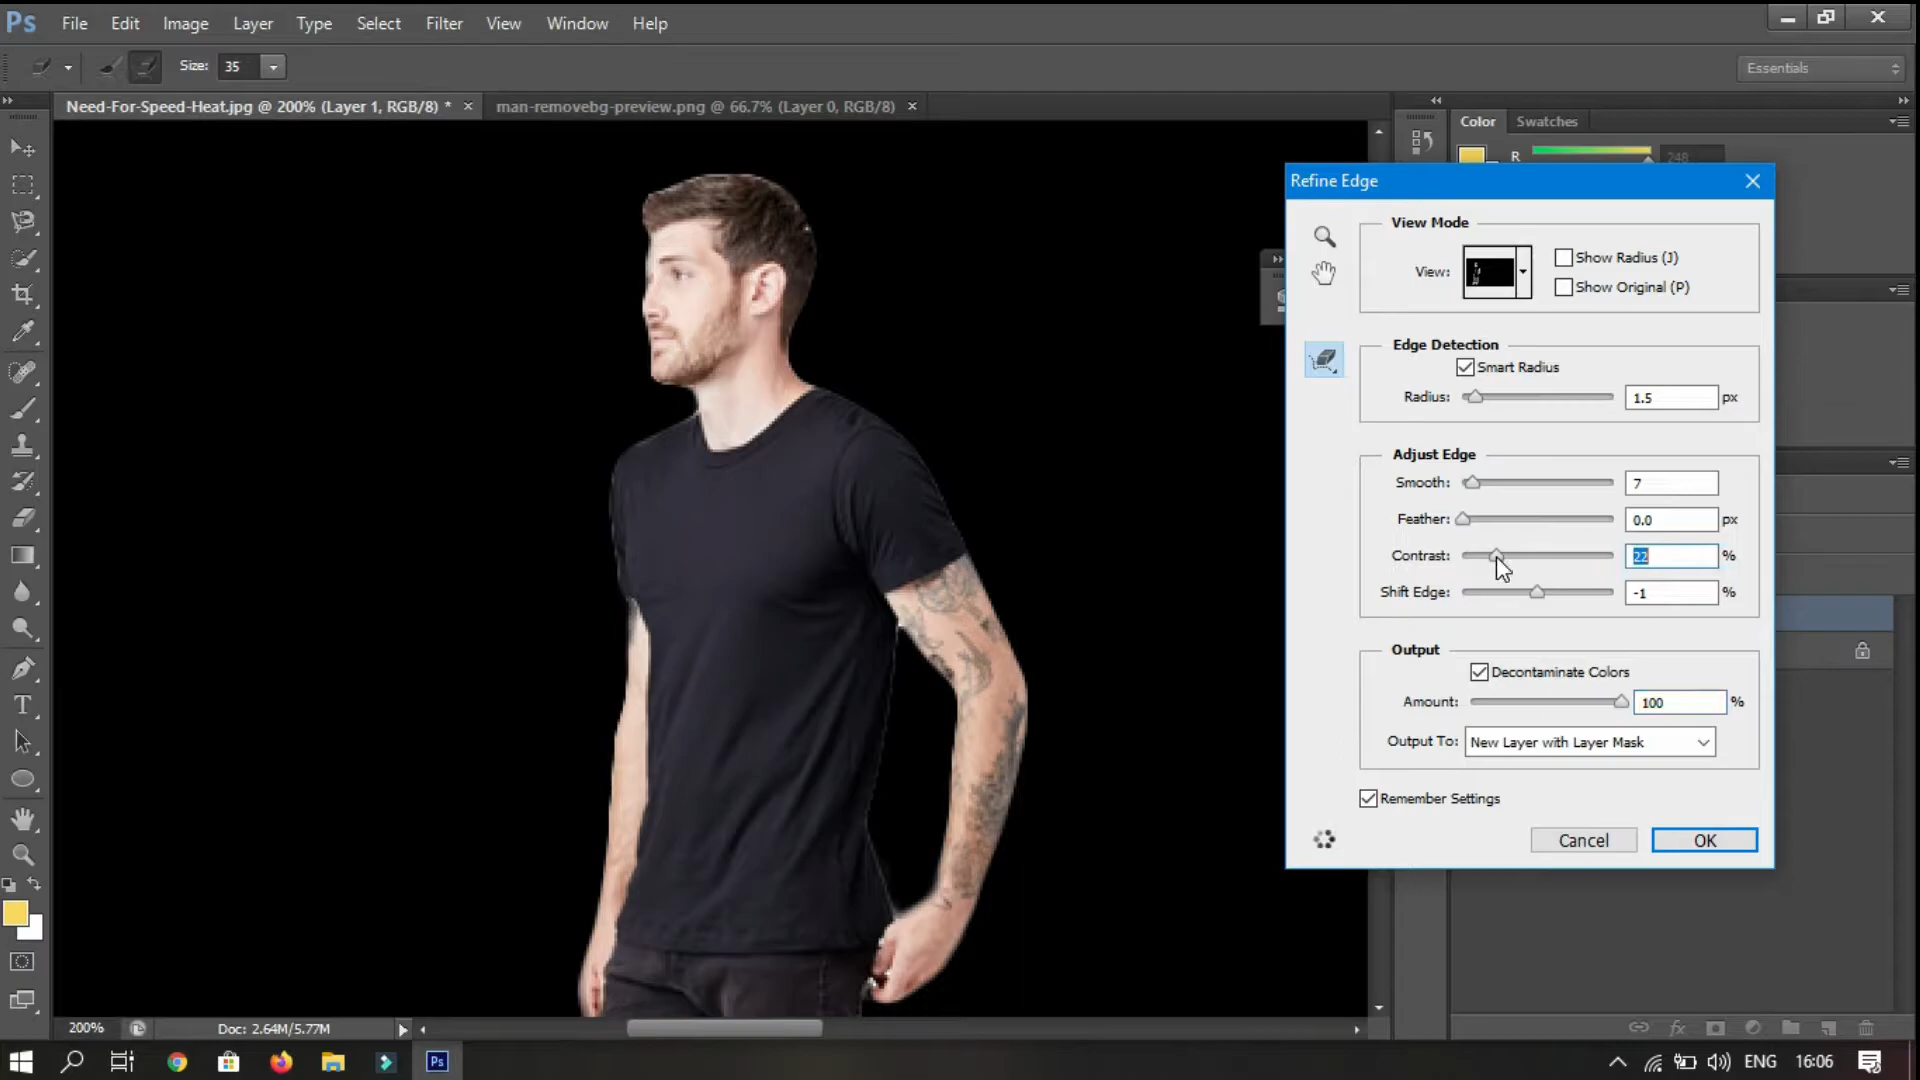 Ps File Edit Image Layer Type Select Filter View Window Help
Size: 35 Essentials
Need-For-Speed-Heat.jpg @ 200% (Layer 1, RGB/8) * × man-removebg-preview.png @ 66.7% (Layer 0, RGB/8) ×
Color Swatches
R 248
Refine Edge
View Mode
View:
Show Radius (J)
Show Original (P)
Edge Detection
Smart Radius
Radius: 1.5 px
Adjust Edge
Smooth: 7
Feather: 0.0 px
Contrast: 22 %
Shift Edge: -1 %
Output
Decontaminate Colors
Amount: 100 %
Output To: New Layer with Layer Mask
Remember Settings
Cancel OK
200% Doc: 2.64M/5.77M
fx
Ps ENG 16:06